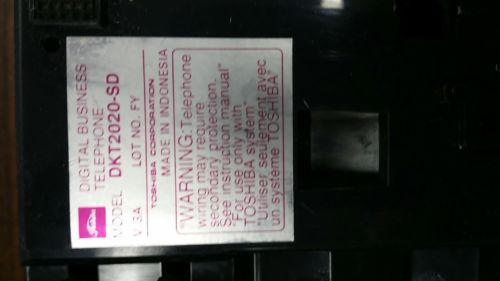 DIGITAL BUSINESS
TELEPHONE
MODEL DKT2020-SD
V. 3A LOT NO. FY
TOSHIBA CORPORATION
MADE IN INDONESIA
"WARNING:Telephone
wiring may require
secondary protection.
See instruction manual"
"For use only with
TOSHIBA system"
"Utiliser seulement avec
un système TOSHIBA"